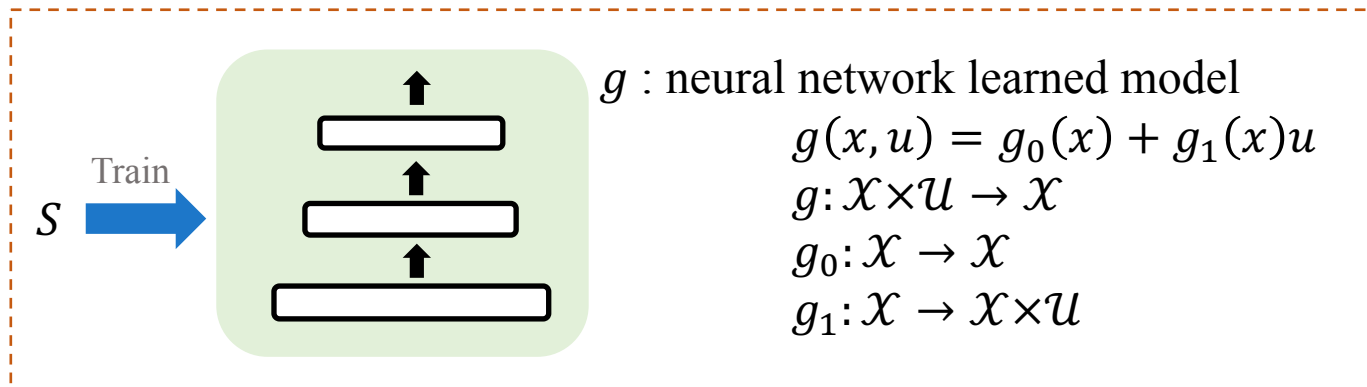 g : neural network learned model
g(x, u) = g₀(x) + g₁(x)u
Train
g: 𝒳×𝒰 → 𝒳
S
g₀: 𝒳 → 𝒳
g₁: 𝒳 → 𝒳×𝒰